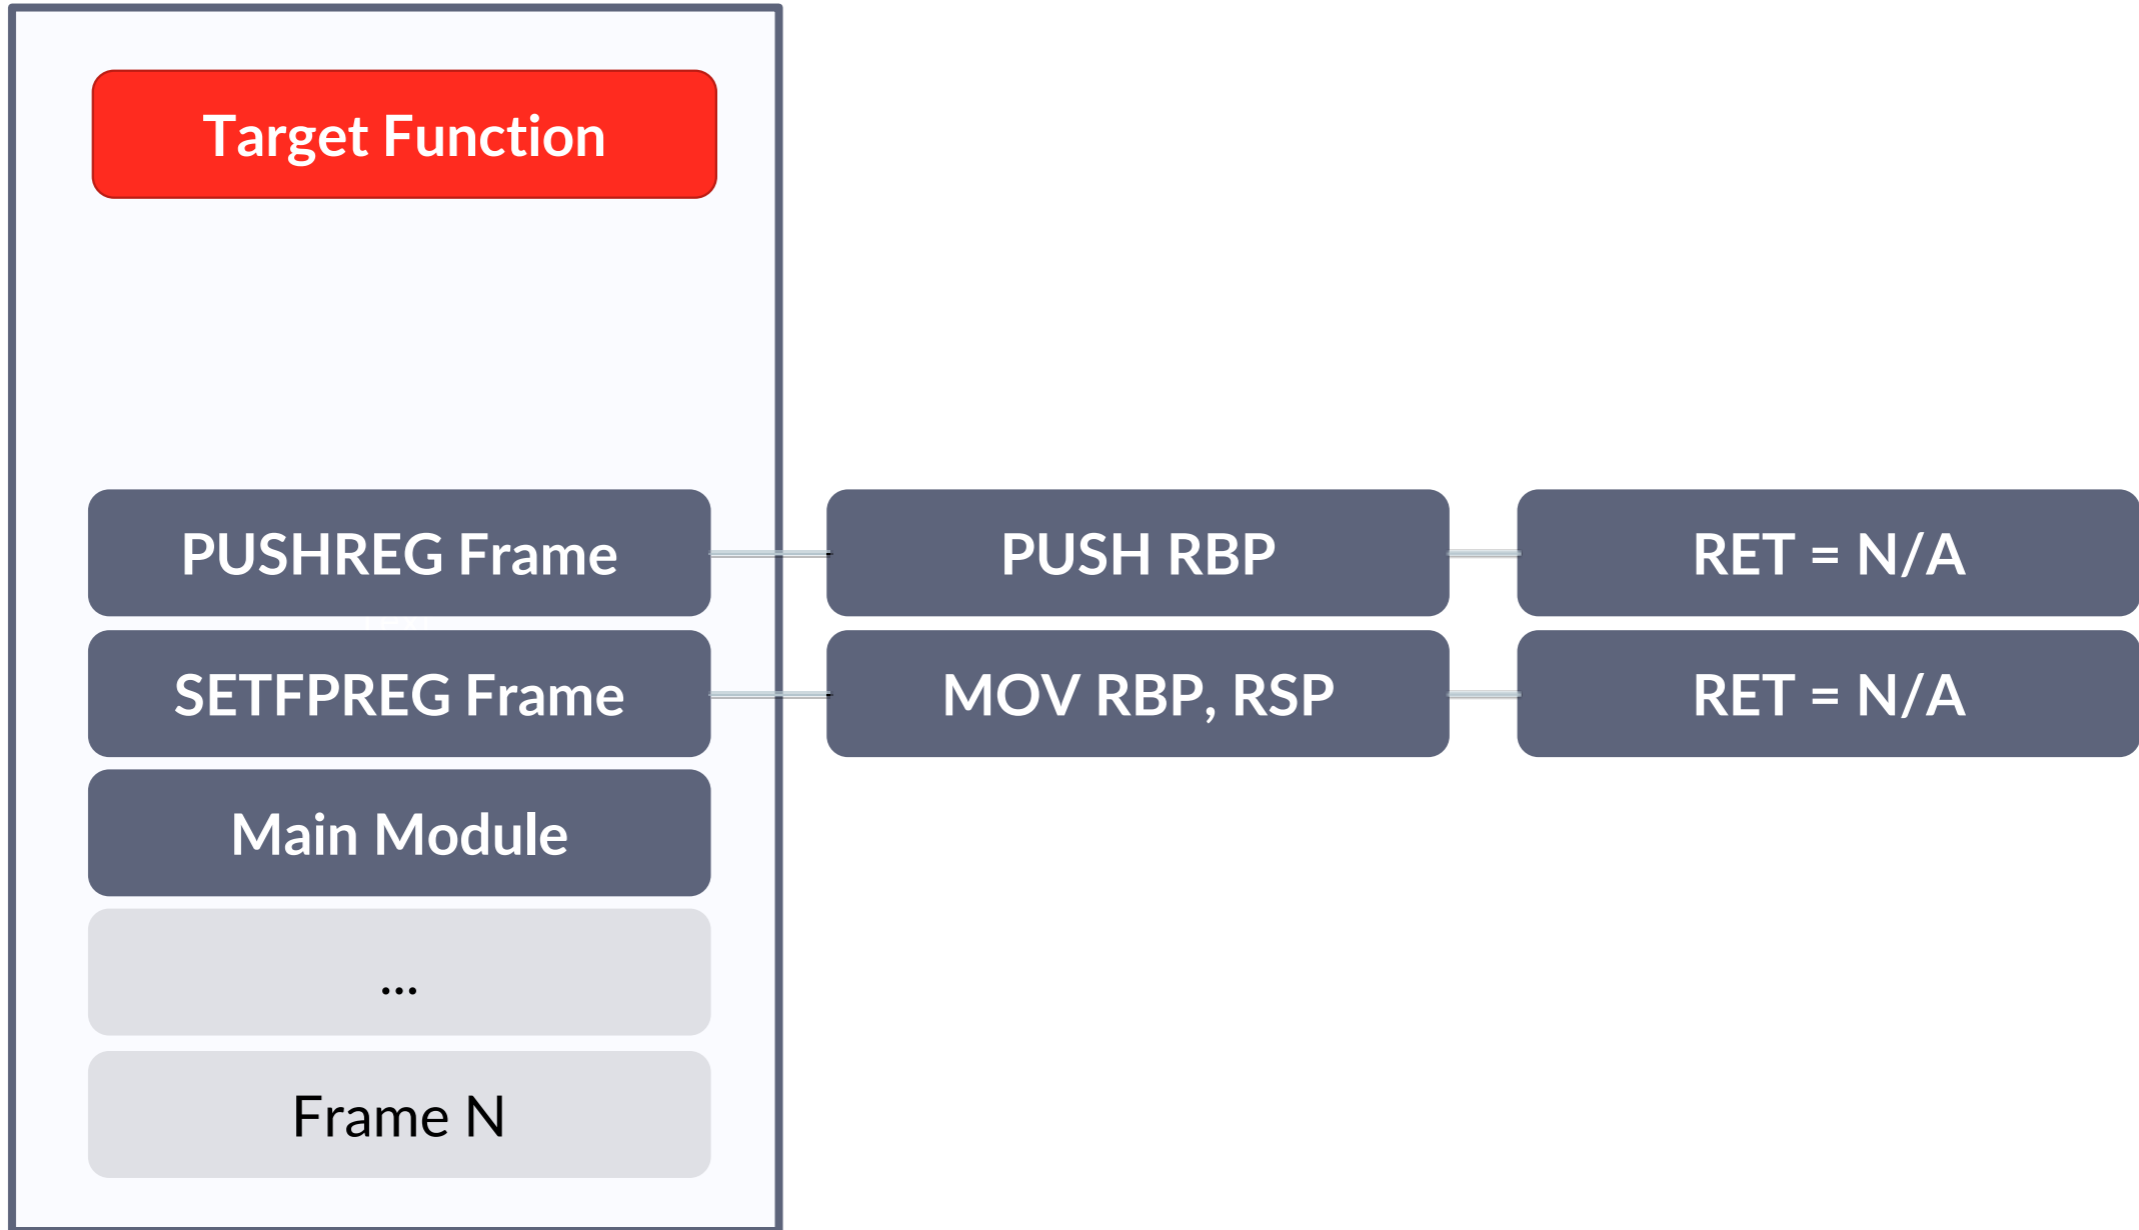 Target Function
PUSHREG Frame
PUSH RBP
RET = N/A
SETFPREG Frame
MOV RBP, RSP
RET = N/A
Main Module
...
Frame N